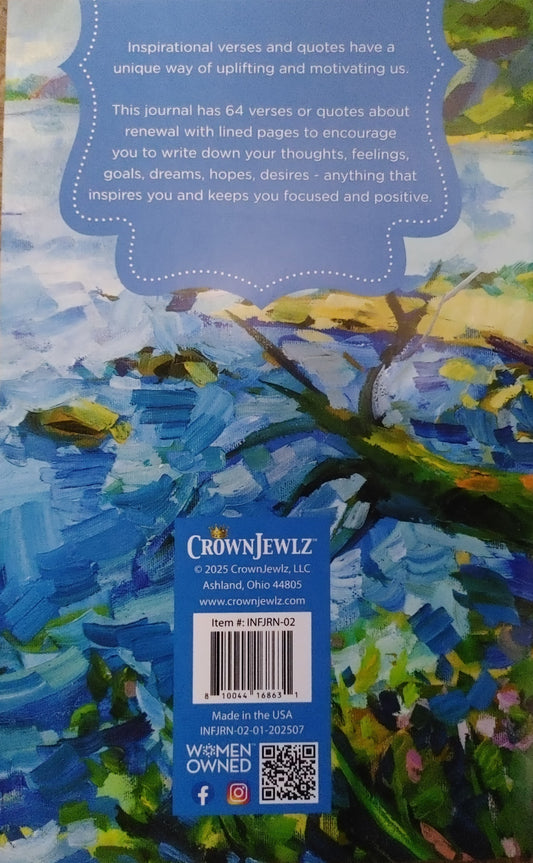 Inspirational verses and quotes have a
unique way of uplifting and motivating us.
This journal has 64 verses or quotes about
renewal with lined pages to encourage
you to write down your thoughts, feelings,
goals, dreams, hopes, desires - anything that
inspires you and keeps you focused and positive.
CROWNJEWLZ™
© 2025 CrownJewlz, LLC
Ashland, Ohio 44805
www.crownjewlz.com
Item #: INFJRN-02
8 10044 16863 1
Made in the USA
INFJRN-02-01-202507
WOMEN
OWNED